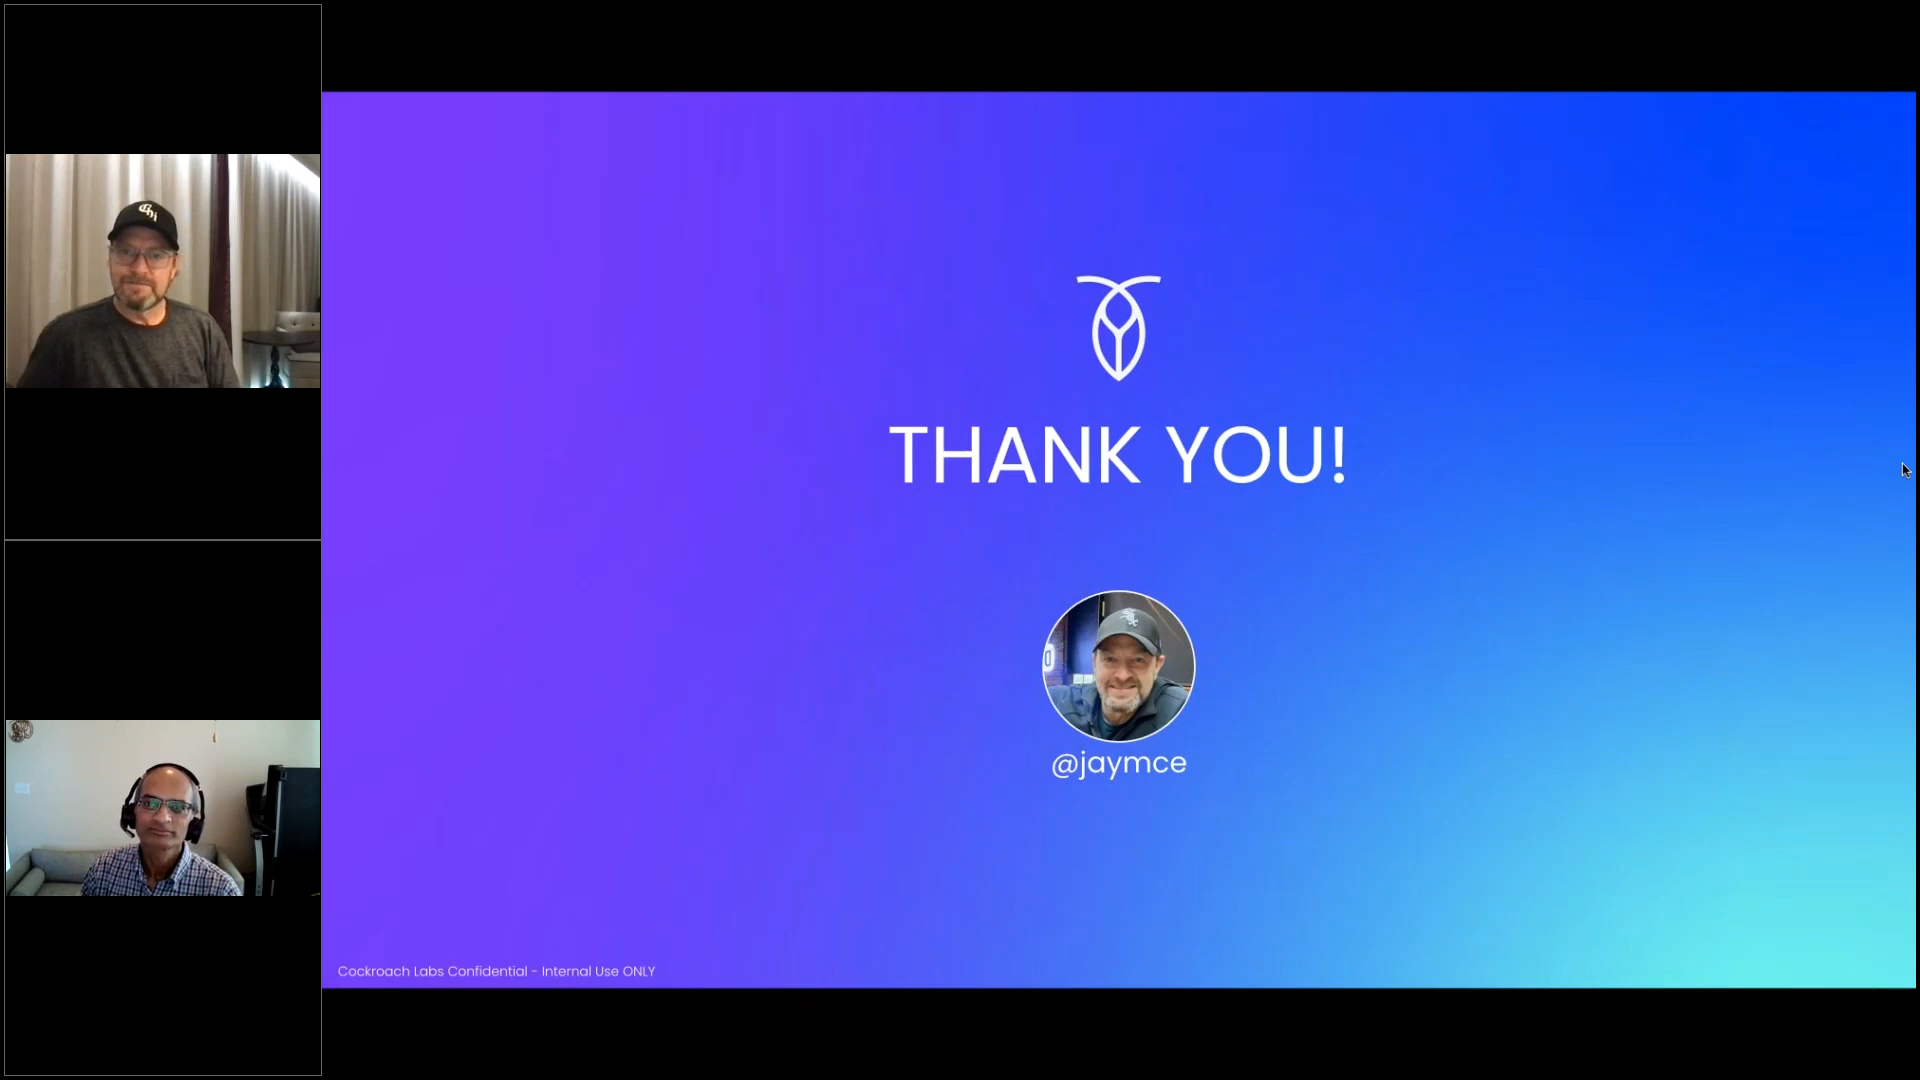 THANK YOU!
@jaymce
Cockroach Labs Confidential - Internal Use ONLY